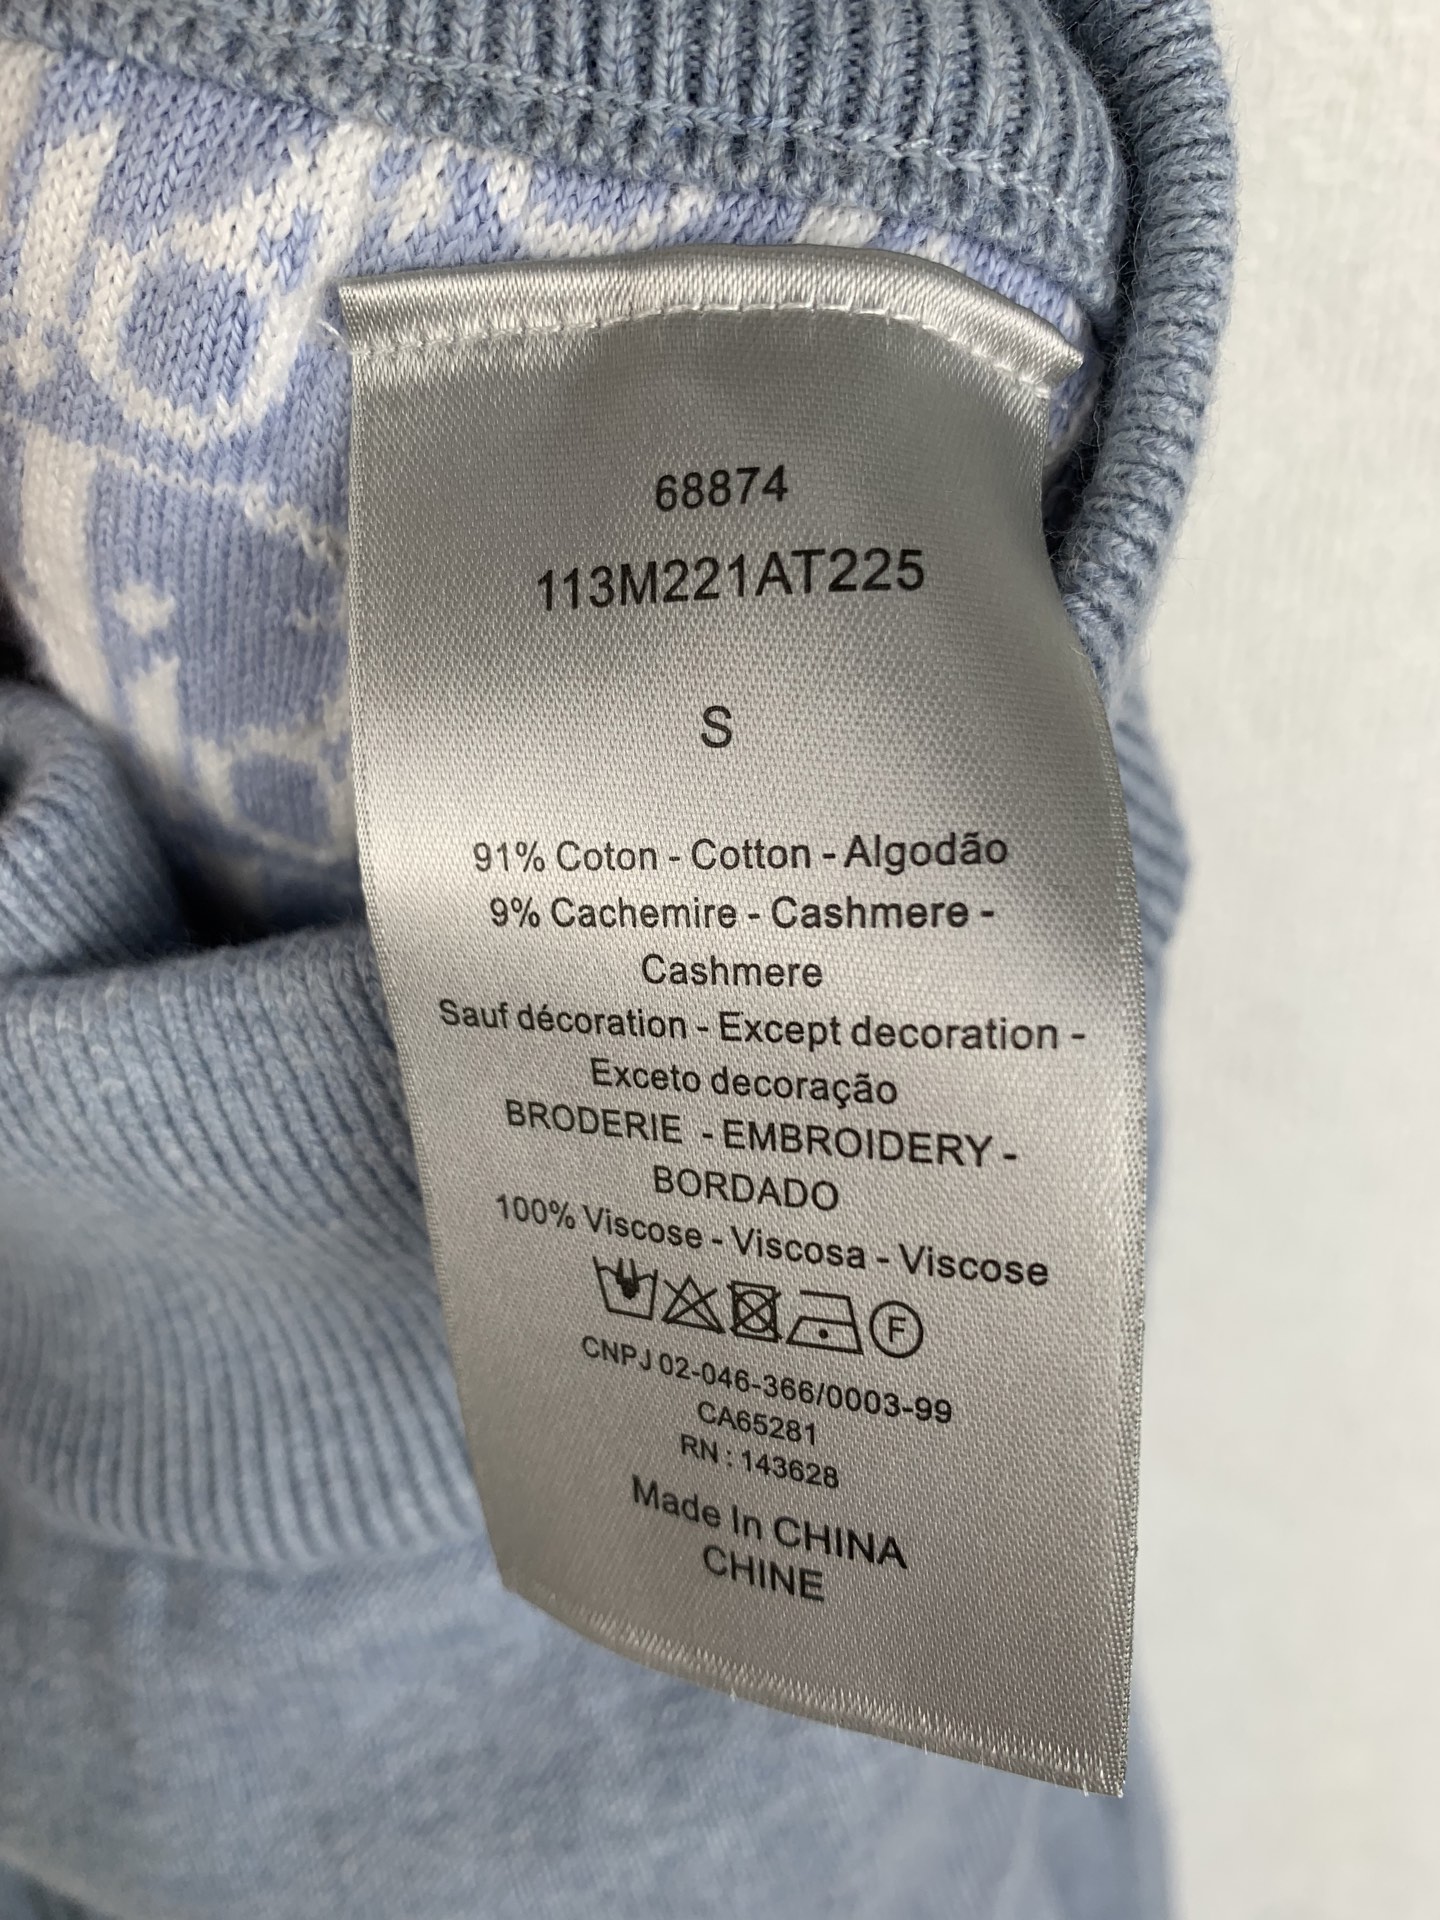 68874
113M221AT225
S
91% Coton - Cotton - Algodão
9% Cachemire - Cashmere -
Cashmere
Sauf décoration - Except decoration -
Exceto decoração
BRODERIE - EMBROIDERY -
BORDADO
100% Viscose - Viscosa - Viscose
F
CNPJ 02-046-366/0003-99
CA65281
RN : 143628
Made In CHINA
CHINE